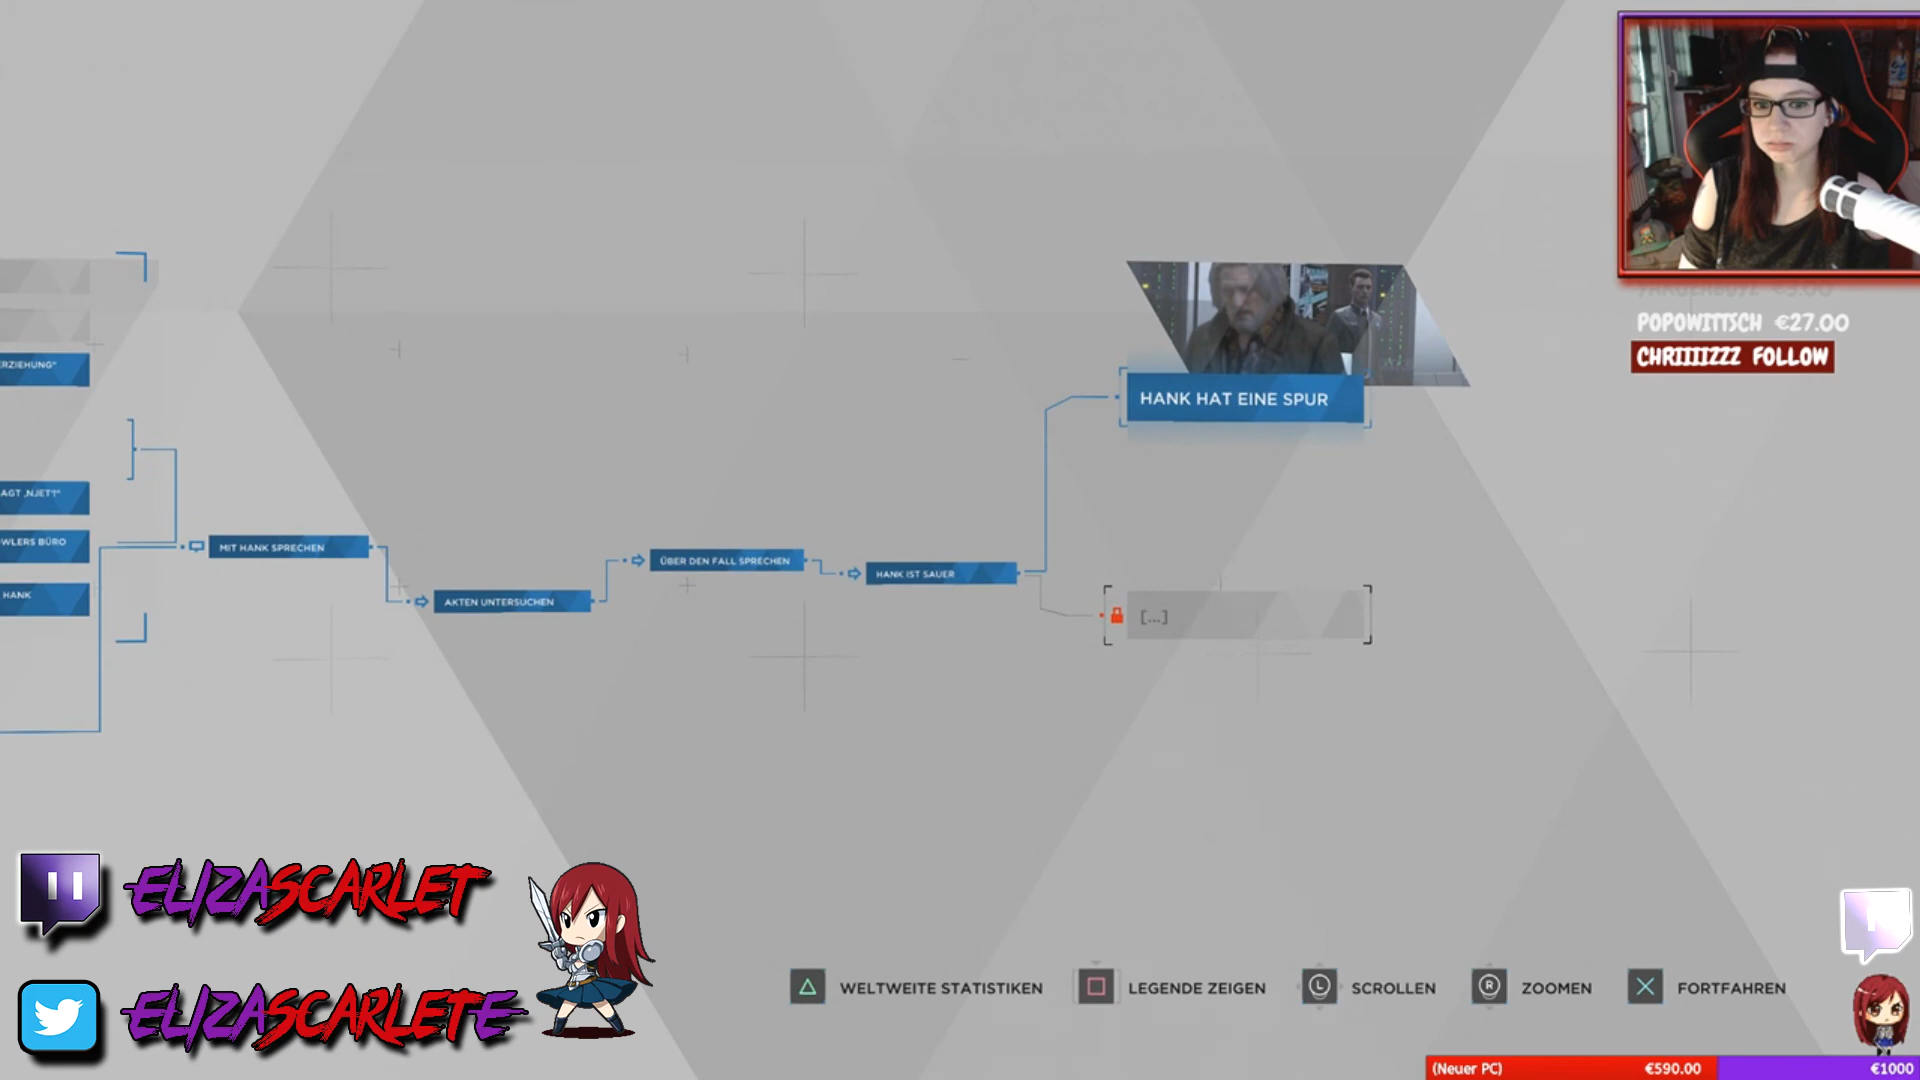 POPOWITTSCH €27.00
CHRIIIIZZZ FOLLOW
ERZIEHUNG"
HANK HAT EINE SPUR
AGT „NJET"!"
WLERS BÜRO
MIT HANK SPRECHEN
HANK
AKTEN UNTERSUCHEN
ÜBER DEN FALL SPRECHEN
HANK IST SAUER
[...]
ELIZASCARLET
ELIZASCARLETE
WELTWEITE STATISTIKEN
LEGENDE ZEIGEN
L SCROLLEN
R ZOOMEN
FORTFAHREN
(Neuer PC) €590.00 €1000